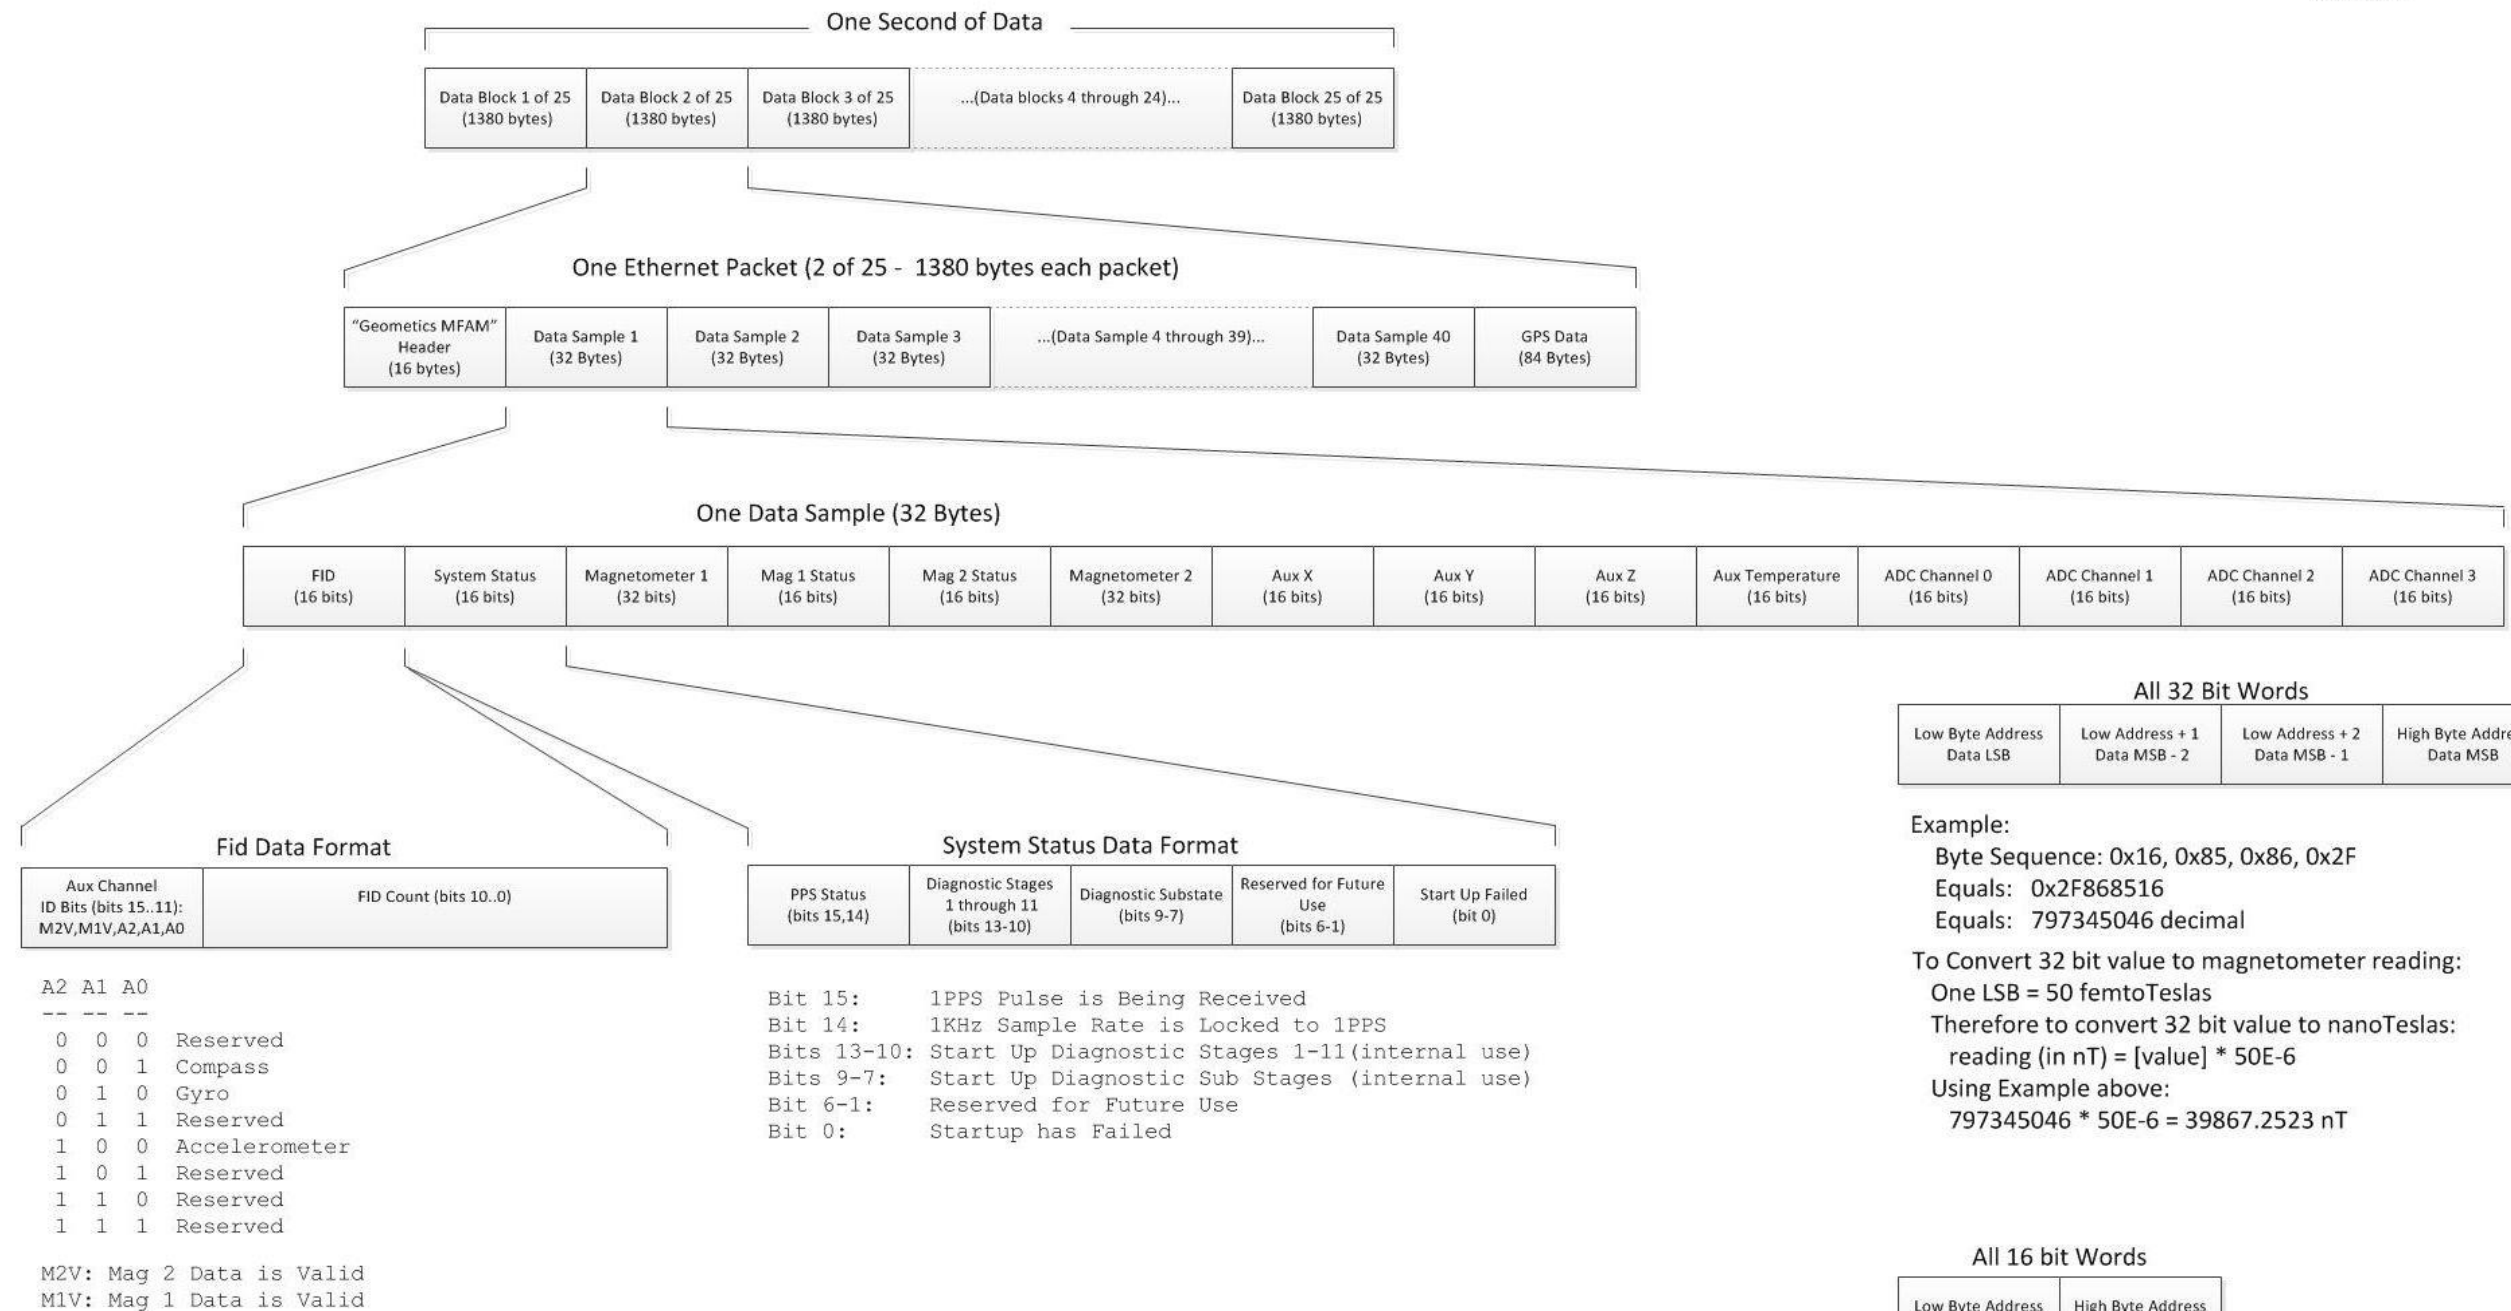 One Second of Data
Data Block 1 of 25
(1380 bytes)
Data Block 2 of 25
(1380 bytes)
Data Block 3 of 25
(1380 bytes)
...(Data blocks 4 through 24)...
Data Block 25 of 25
(1380 bytes)
One Ethernet Packet (2 of 25 - 1380 bytes each packet)
“Geometics MFAM”
Header
(16 bytes)
Data Sample 1
(32 Bytes)
Data Sample 2
(32 Bytes)
Data Sample 3
(32 Bytes)
...(Data Sample 4 through 39)...
Data Sample 40
(32 Bytes)
GPS Data
(84 Bytes)
One Data Sample (32 Bytes)
FID
(16 bits)
System Status
(16 bits)
Magnetometer 1
(32 bits)
Mag 1 Status
(16 bits)
Mag 2 Status
(16 bits)
Magnetometer 2
(32 bits)
Aux X
(16 bits)
Aux Y
(16 bits)
Aux Z
(16 bits)
Aux Temperature
(16 bits)
ADC Channel 0
(16 bits)
ADC Channel 1
(16 bits)
ADC Channel 2
(16 bits)
ADC Channel 3
(16 bits)
Fid Data Format
Aux Channel
ID Bits (bits 15..11):
M2V,M1V,A2,A1,A0
FID Count (bits 10..0)
A2 A1 A0
-- -- --
0 0 0 Reserved
0 0 1 Compass
0 1 0 Gyro
0 1 1 Reserved
1 0 0 Accelerometer
1 0 1 Reserved
1 1 0 Reserved
1 1 1 Reserved
M2V: Mag 2 Data is Valid
M1V: Mag 1 Data is Valid
System Status Data Format
PPS Status
(bits 15,14)
Diagnostic Stages
1 through 11
(bits 13-10)
Diagnostic Substate
(bits 9-7)
Reserved for Future
Use
(bits 6-1)
Start Up Failed
(bit 0)
Bit 15: 1PPS Pulse is Being Received
Bit 14: 1KHz Sample Rate is Locked to 1PPS
Bits 13-10: Start Up Diagnostic Stages 1-11(internal use)
Bits 9-7: Start Up Diagnostic Sub Stages (internal use)
Bit 6-1: Reserved for Future Use
Bit 0: Startup has Failed
All 32 Bit Words
Low Byte Address
Data LSB
Low Address + 1
Data MSB - 2
Low Address + 2
Data MSB - 1
High Byte Addre
Data MSB
Example:
Byte Sequence: 0x16, 0x85, 0x86, 0x2F
Equals: 0x2F868516
Equals: 797345046 decimal
To Convert 32 bit value to magnetometer reading:
One LSB = 50 femtoTeslas
Therefore to convert 32 bit value to nanoTeslas:
reading (in nT) = [value] * 50E-6
Using Example above:
797345046 * 50E-6 = 39867.2523 nT
All 16 bit Words
Low Byte Address
High Byte Address